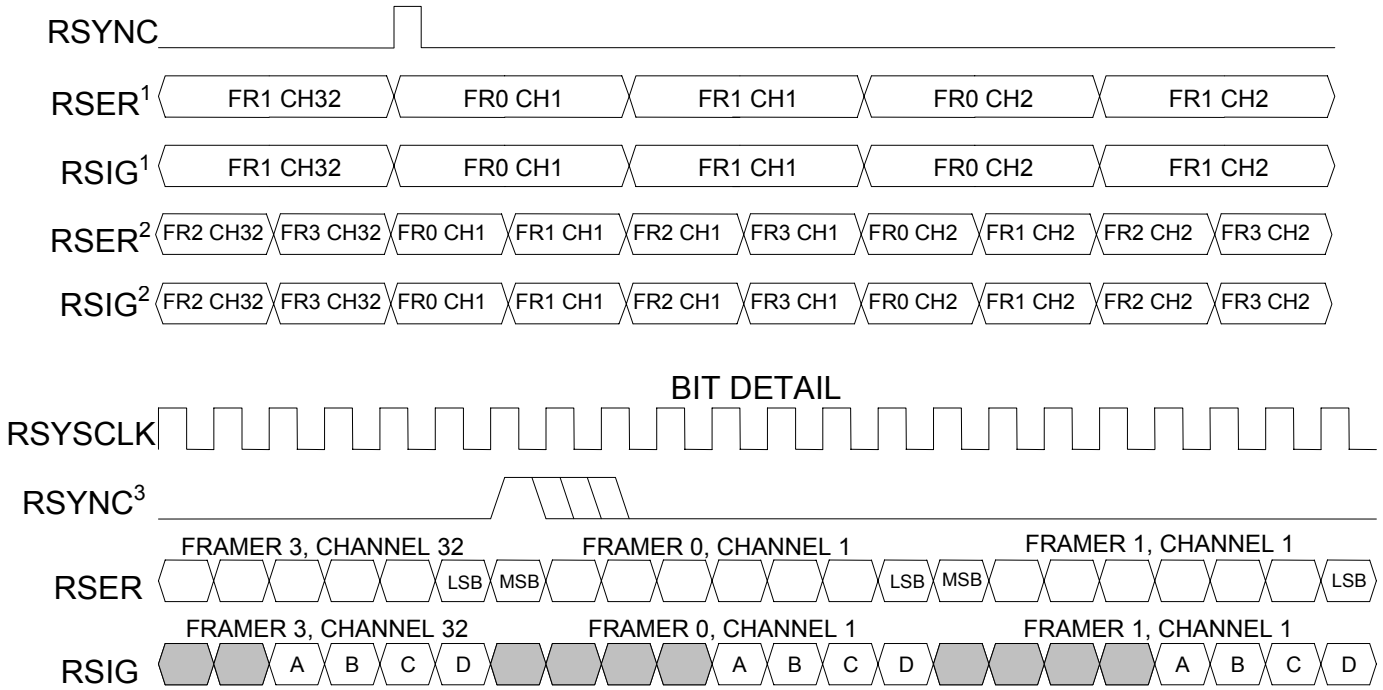 RSYNC
RSER¹ FR1 CH32 FR0 CH1 FR1 CH1 FR0 CH2 FR1 CH2
RSIG¹ FR1 CH32 FR0 CH1 FR1 CH1 FR0 CH2 FR1 CH2
RSER² FR2 CH32 FR3 CH32 FR0 CH1 FR1 CH1 FR2 CH1 FR3 CH1 FR0 CH2 FR1 CH2 FR2 CH2 FR3 CH2
RSIG² FR2 CH32 FR3 CH32 FR0 CH1 FR1 CH1 FR2 CH1 FR3 CH1 FR0 CH2 FR1 CH2 FR2 CH2 FR3 CH2
BIT DETAIL
RSYSCLK
RSYNC³
FRAMER 3, CHANNEL 32 FRAMER 0, CHANNEL 1 FRAMER 1, CHANNEL 1
RSER LSB MSB LSB MSB LSB
FRAMER 3, CHANNEL 32 FRAMER 0, CHANNEL 1 FRAMER 1, CHANNEL 1
RSIG A B C D A B C D A B C D